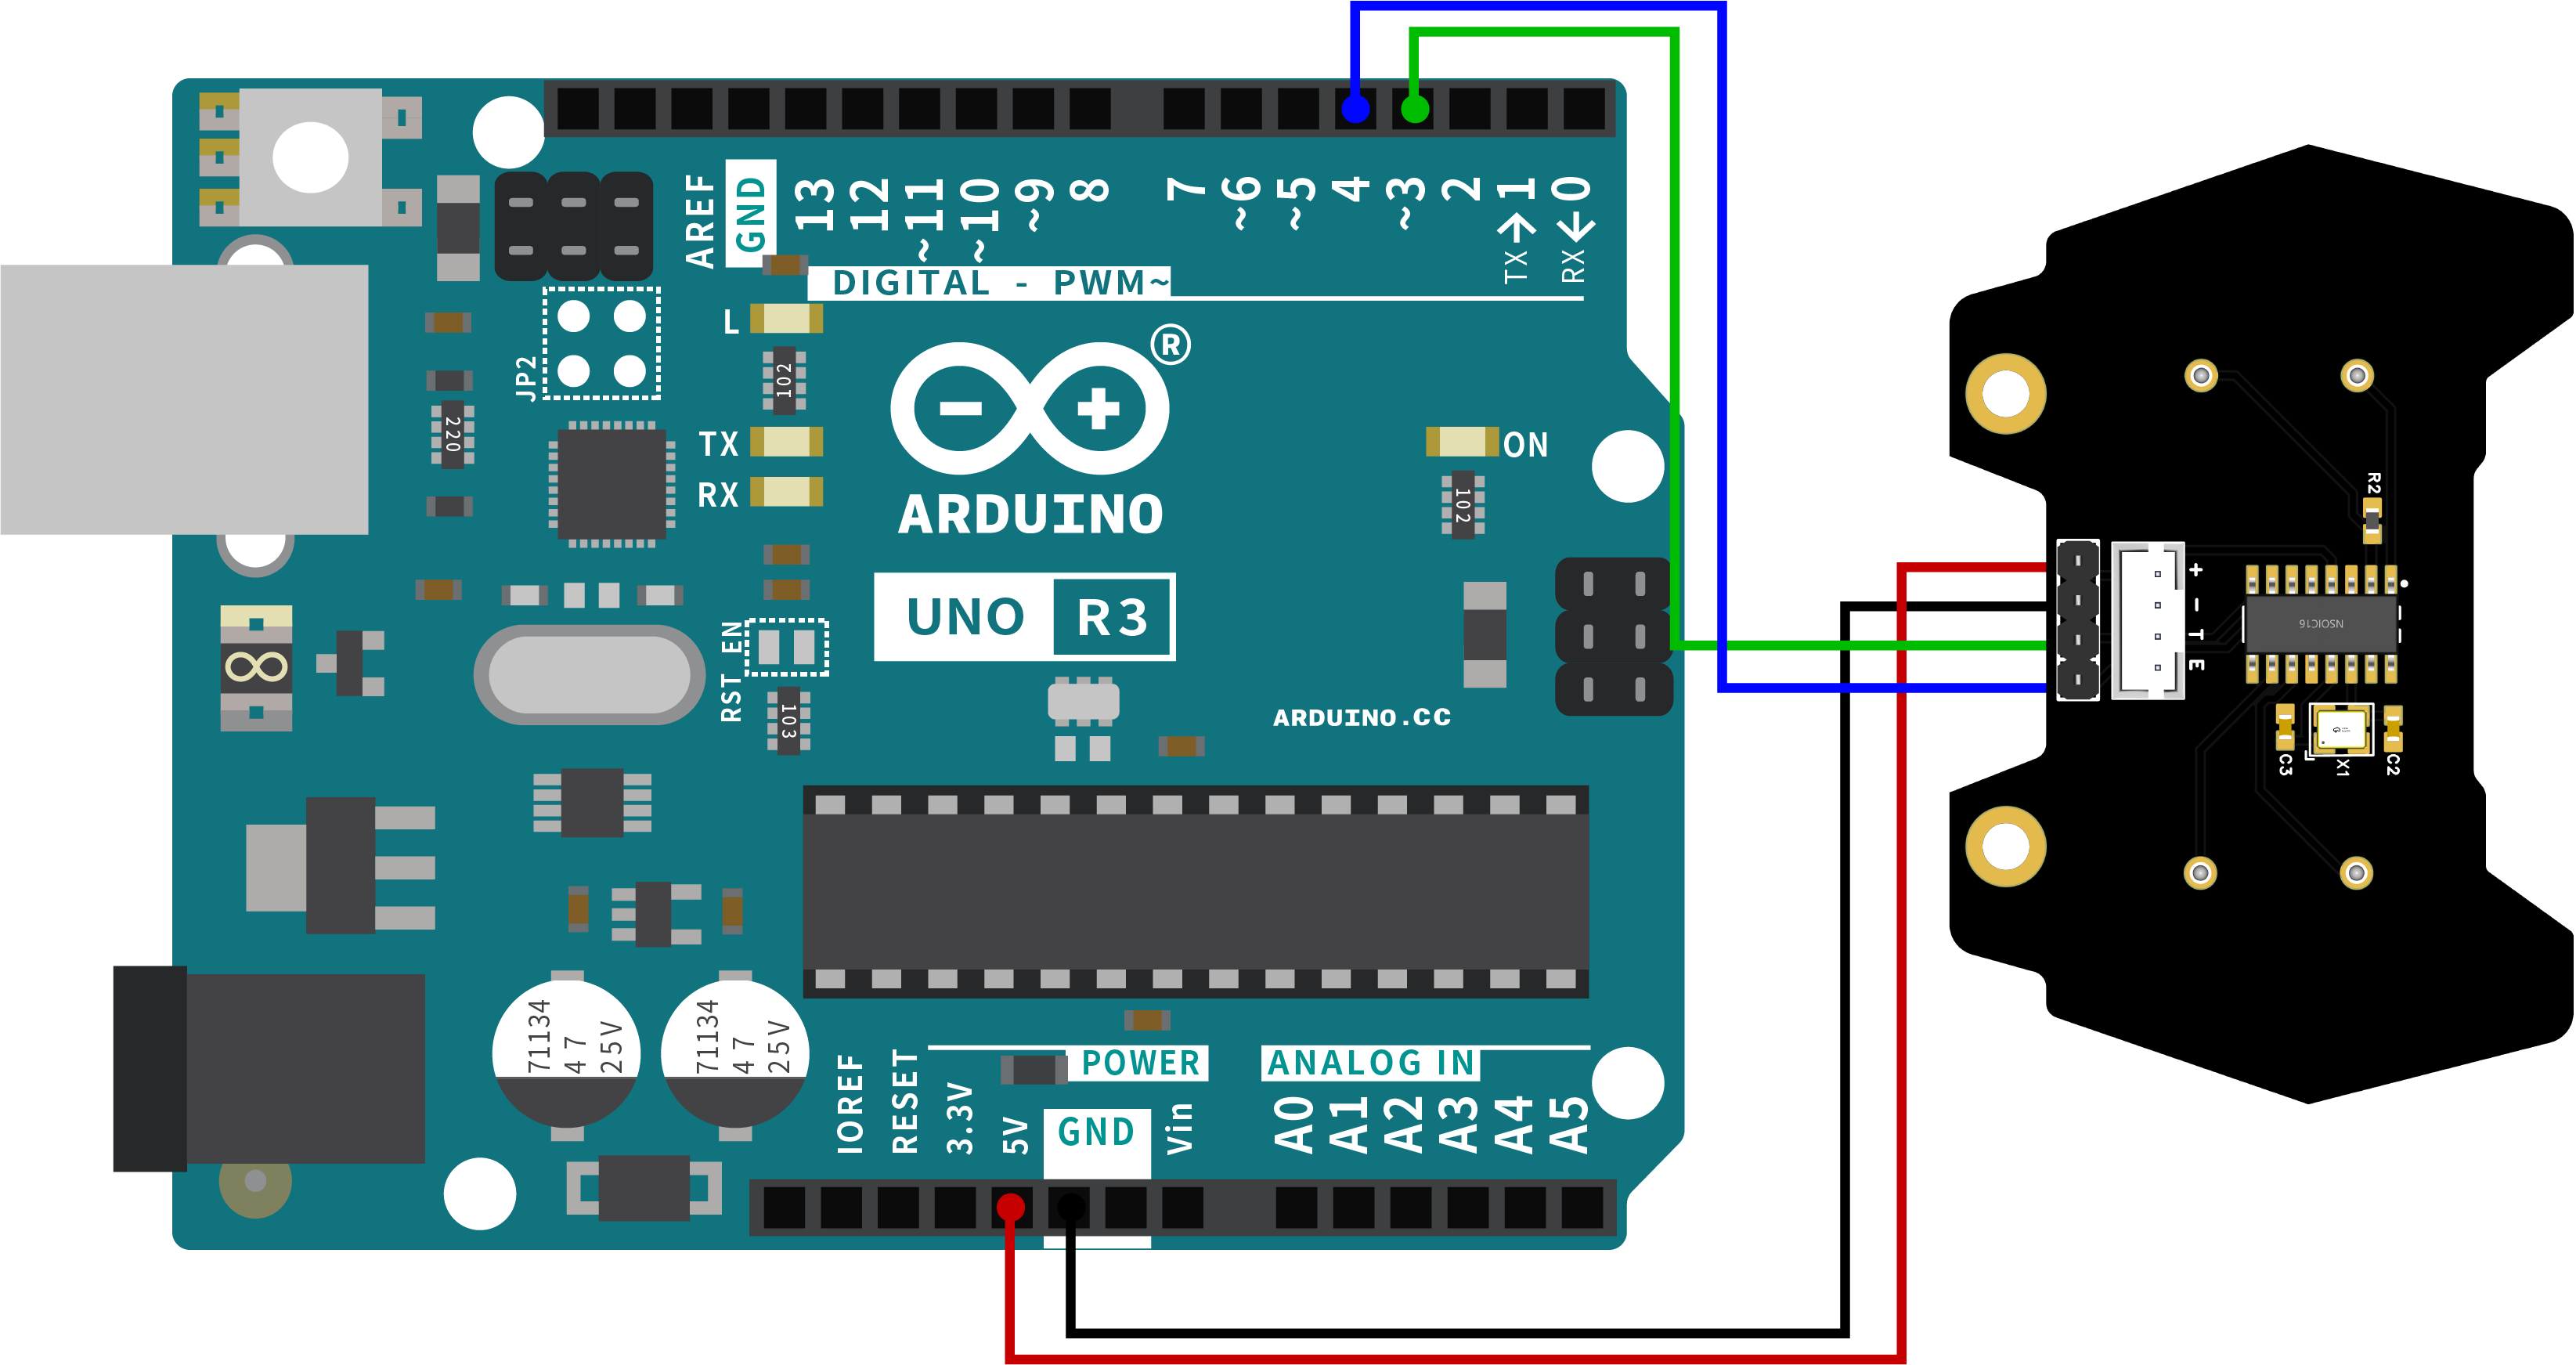 AREF
GND
13
12
~11
~10
~9
8
7
~6
~5
4
~3
2
TX→1
RX←0
DIGITAL - PWM~
L
JP2
102
220
TX
RX
®
ARDUINO
ON
102
UNO R3
RST EN
103
8
ARDUINO.CC
71134
47
25V
71134
47
25V
IOREF
RESET
3.3V
5V
POWER
GND
Vin
ANALOG IN
A0
A1
A2
A3
A4
A5
R2
+
-
T
E
NSOIC16
C3
X1
C2